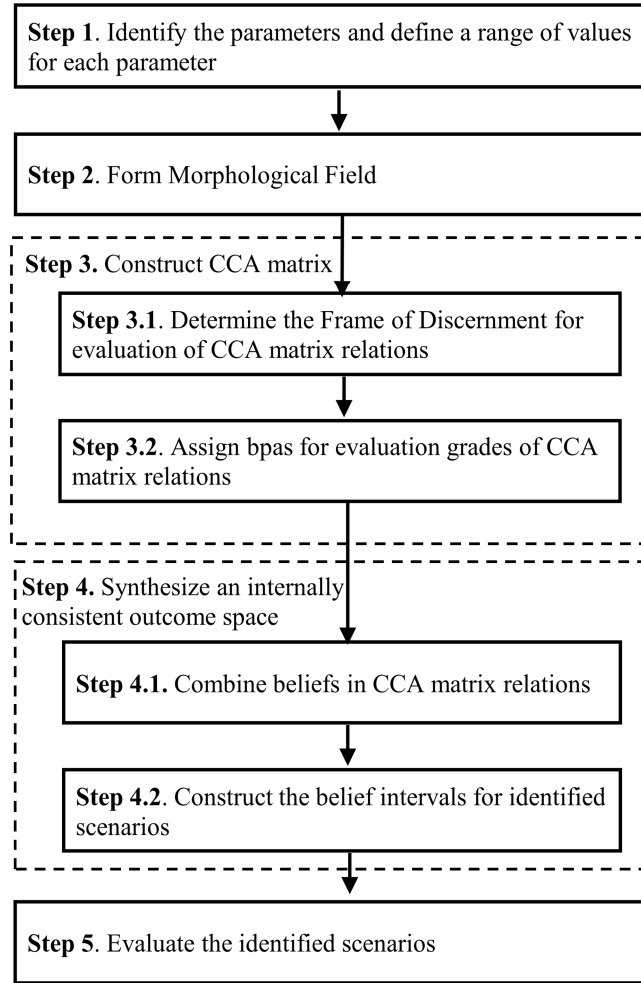 Step 1. Identify the parameters and define a range of values
for each parameter
Step 2. Form Morphological Field
Step 3. Construct CCA matrix
Step 3.1. Determine the Frame of Discernment for
evaluation of CCA matrix relations
Step 3.2. Assign bpas for evaluation grades of CCA
matrix relations
Step 4. Synthesize an internally
consistent outcome space
Step 4.1. Combine beliefs in CCA matrix relations
Step 4.2. Construct the belief intervals for identified
scenarios
Step 5. Evaluate the identified scenarios